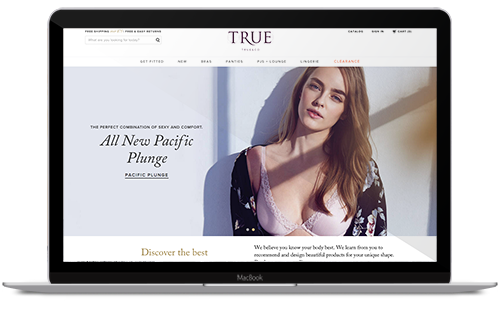 FREE SHIPPING FREE & EASY RETURNS
CATALOG SIGN IN CART (0)
What are you looking for today?
TRUE
TRUE&CO
GET FITTED NEW BRAS PANTIES PJS + LOUNGE LINGERIE CLEARANCE
THE PERFECT COMBINATION OF SEXY AND COMFORT.
All New Pacific
Plunge
PACIFIC PLUNGE
Discover the best
We believe you know your body best. We learn from you to
recommend and design beautiful products for your unique shape.
MacBook